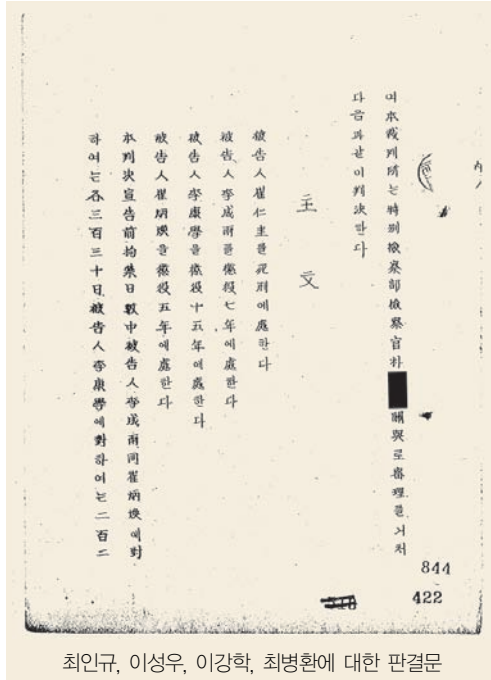 여本裁判所는特別檢察部檢察官朴 關與로審理를거쳐
다음과같이判決한다
主文
被告人崔仁圭를死刑에處한다
被告人李成雨를懲役七年에處한다
被告人李康學을懲役十五年에處한다
被告人崔炳煥을懲役五年에處한다
本判決宣告前拘禁日數中被告人李成雨同崔炳煥에對
하여는各三百三十日被告人李康學에對하여는二百二
844
422
최인규, 이성우, 이강학, 최병환에 대한 판결문